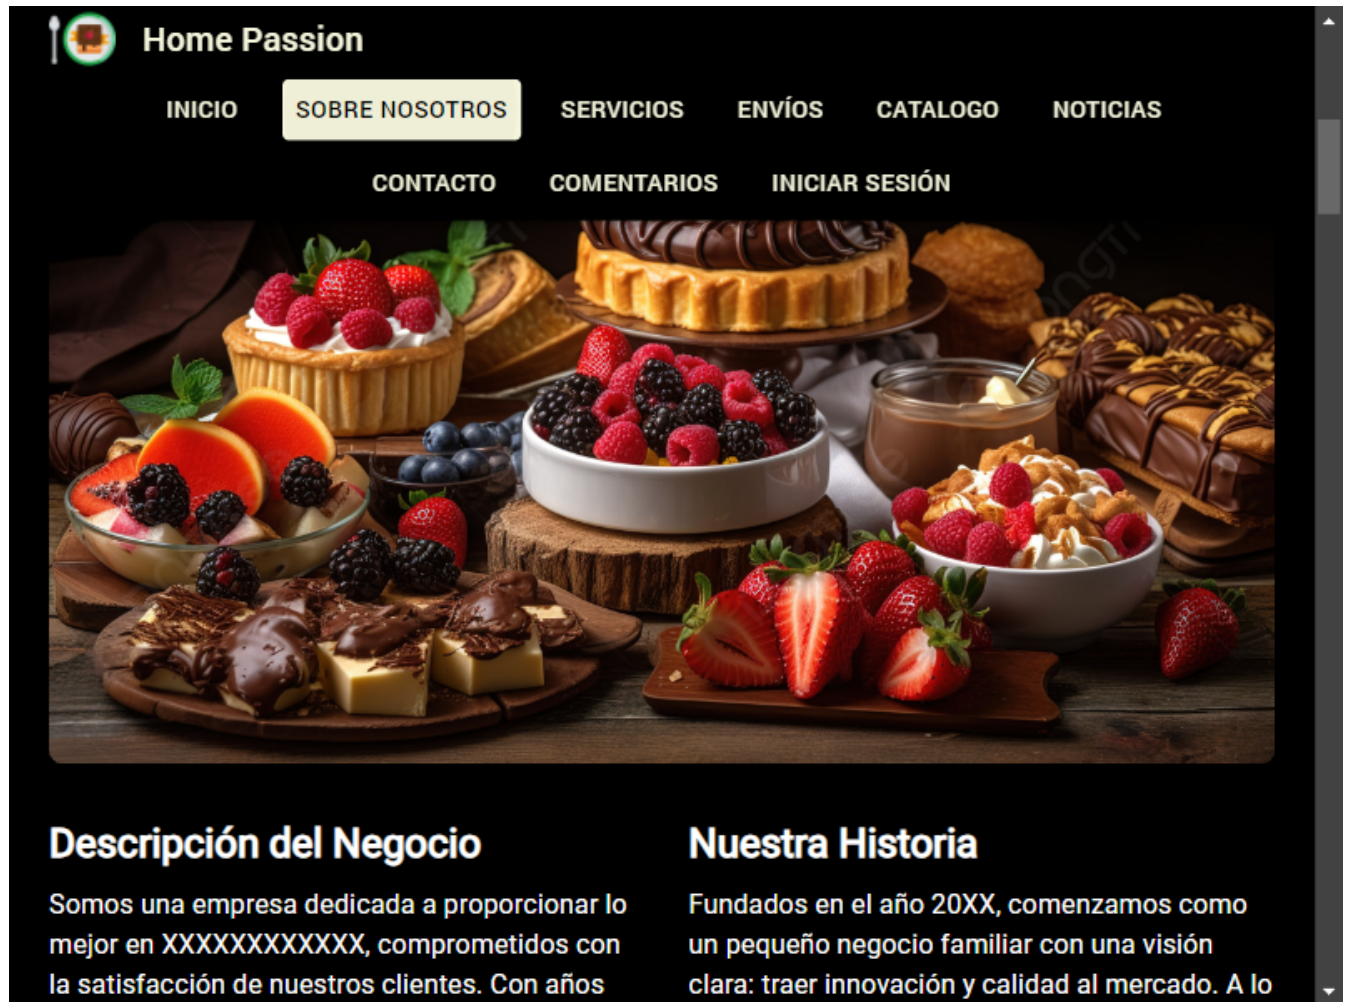 Home Passion
INICIO SOBRE NOSOTROS SERVICIOS ENVÍOS CATALOGO NOTICIAS
CONTACTO COMENTARIOS INICIAR SESIÓN
Descripción del Negocio
Somos una empresa dedicada a proporcionar lo
mejor en XXXXXXXXXXXX, comprometidos con
la satisfacción de nuestros clientes. Con años
Nuestra Historia
Fundados en el año 20XX, comenzamos como
un pequeño negocio familiar con una visión
clara: traer innovación y calidad al mercado. A lo